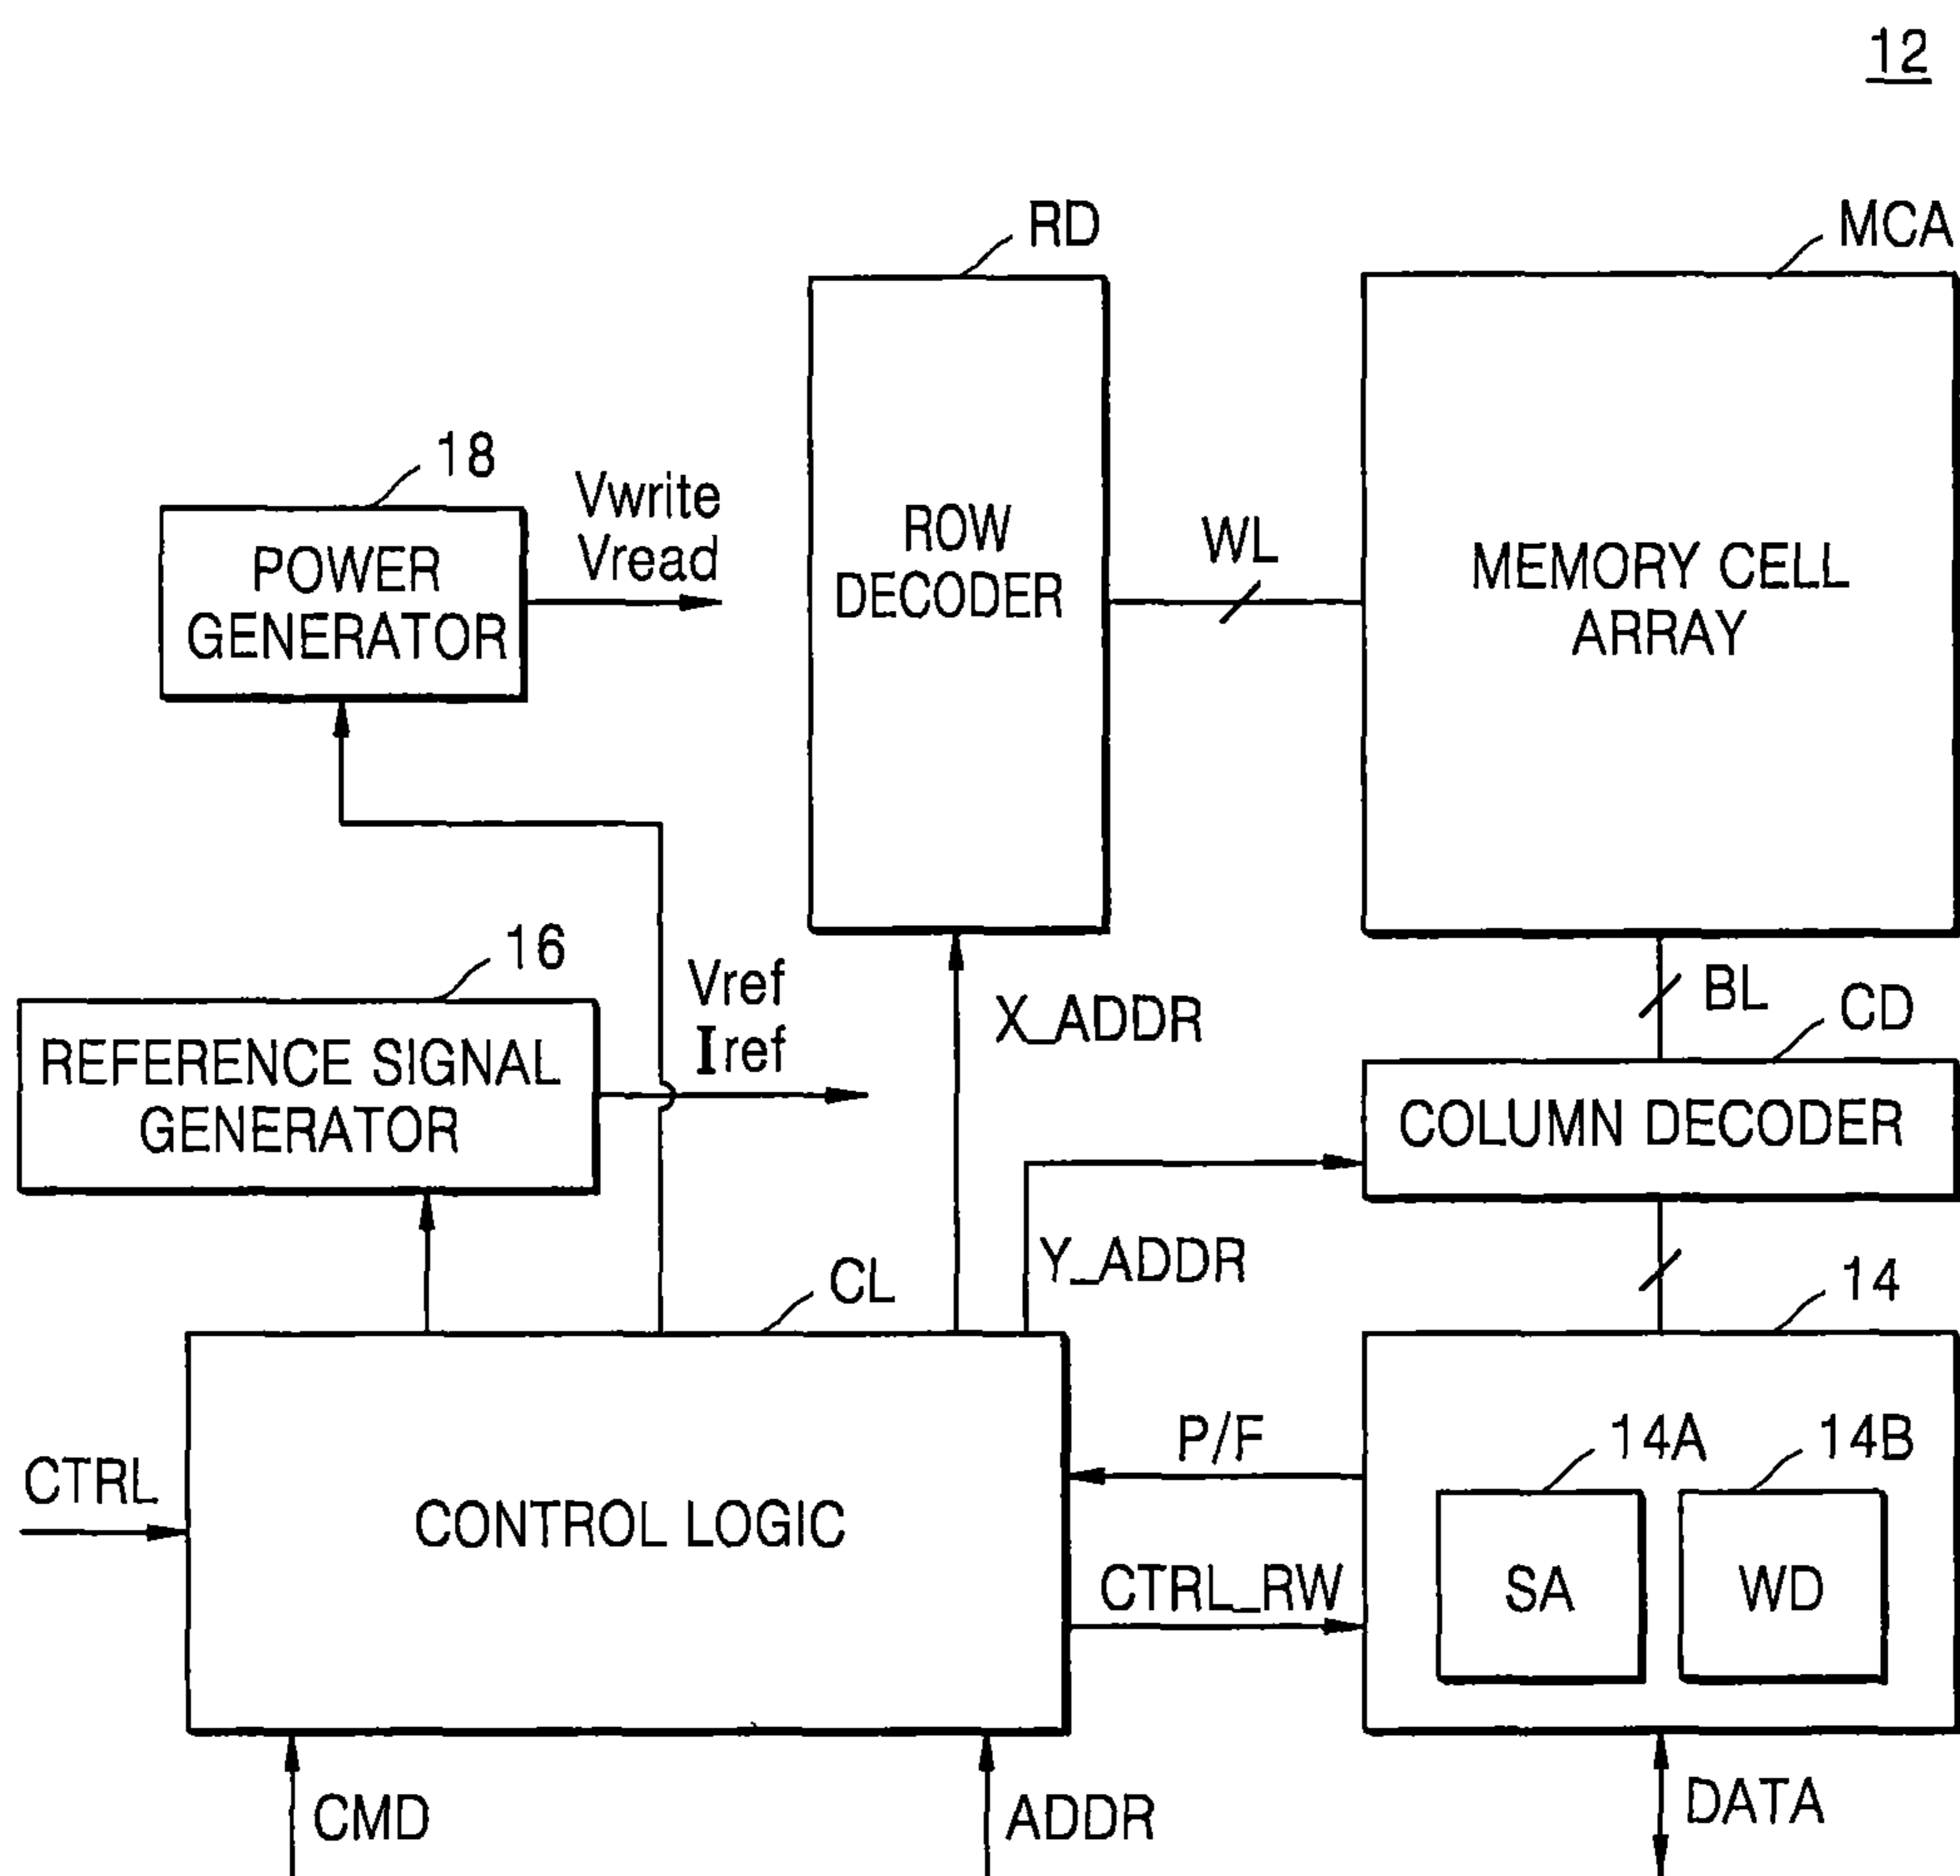 12
RD
MCA
18
Vwrite
Vread
POWER
GENERATOR
ROW
DECODER
WL
MEMORY CELL
ARRAY
16
Vref
Iref
X_ADDR
BL
CD
REFERENCE SIGNAL
GENERATOR
COLUMN DECODER
Y_ADDR
CL
14
P/F
14A
14B
CTRL
CONTROL LOGIC
CTRL_RW
SA
WD
CMD
ADDR
DATA